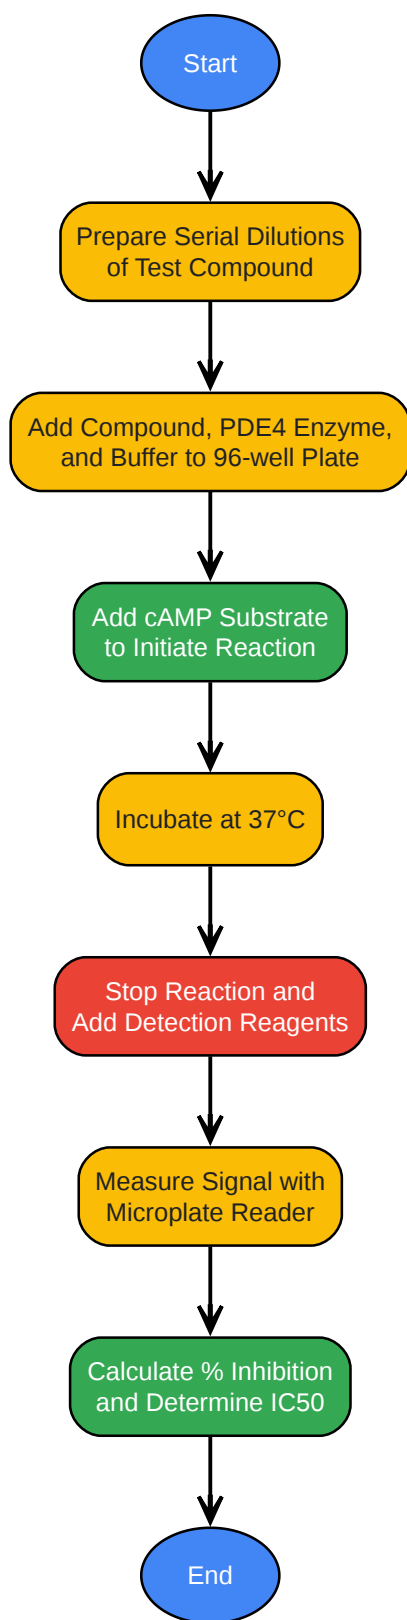 Start
Prepare Serial Dilutions
of Test Compound
Add Compound, PDE4 Enzyme,
and Buffer to 96-well Plate
Add cAMP Substrate
to Initiate Reaction
Incubate at 37°C
Stop Reaction and
Add Detection Reagents
Measure Signal with
Microplate Reader
Calculate % Inhibition
and Determine IC50
End